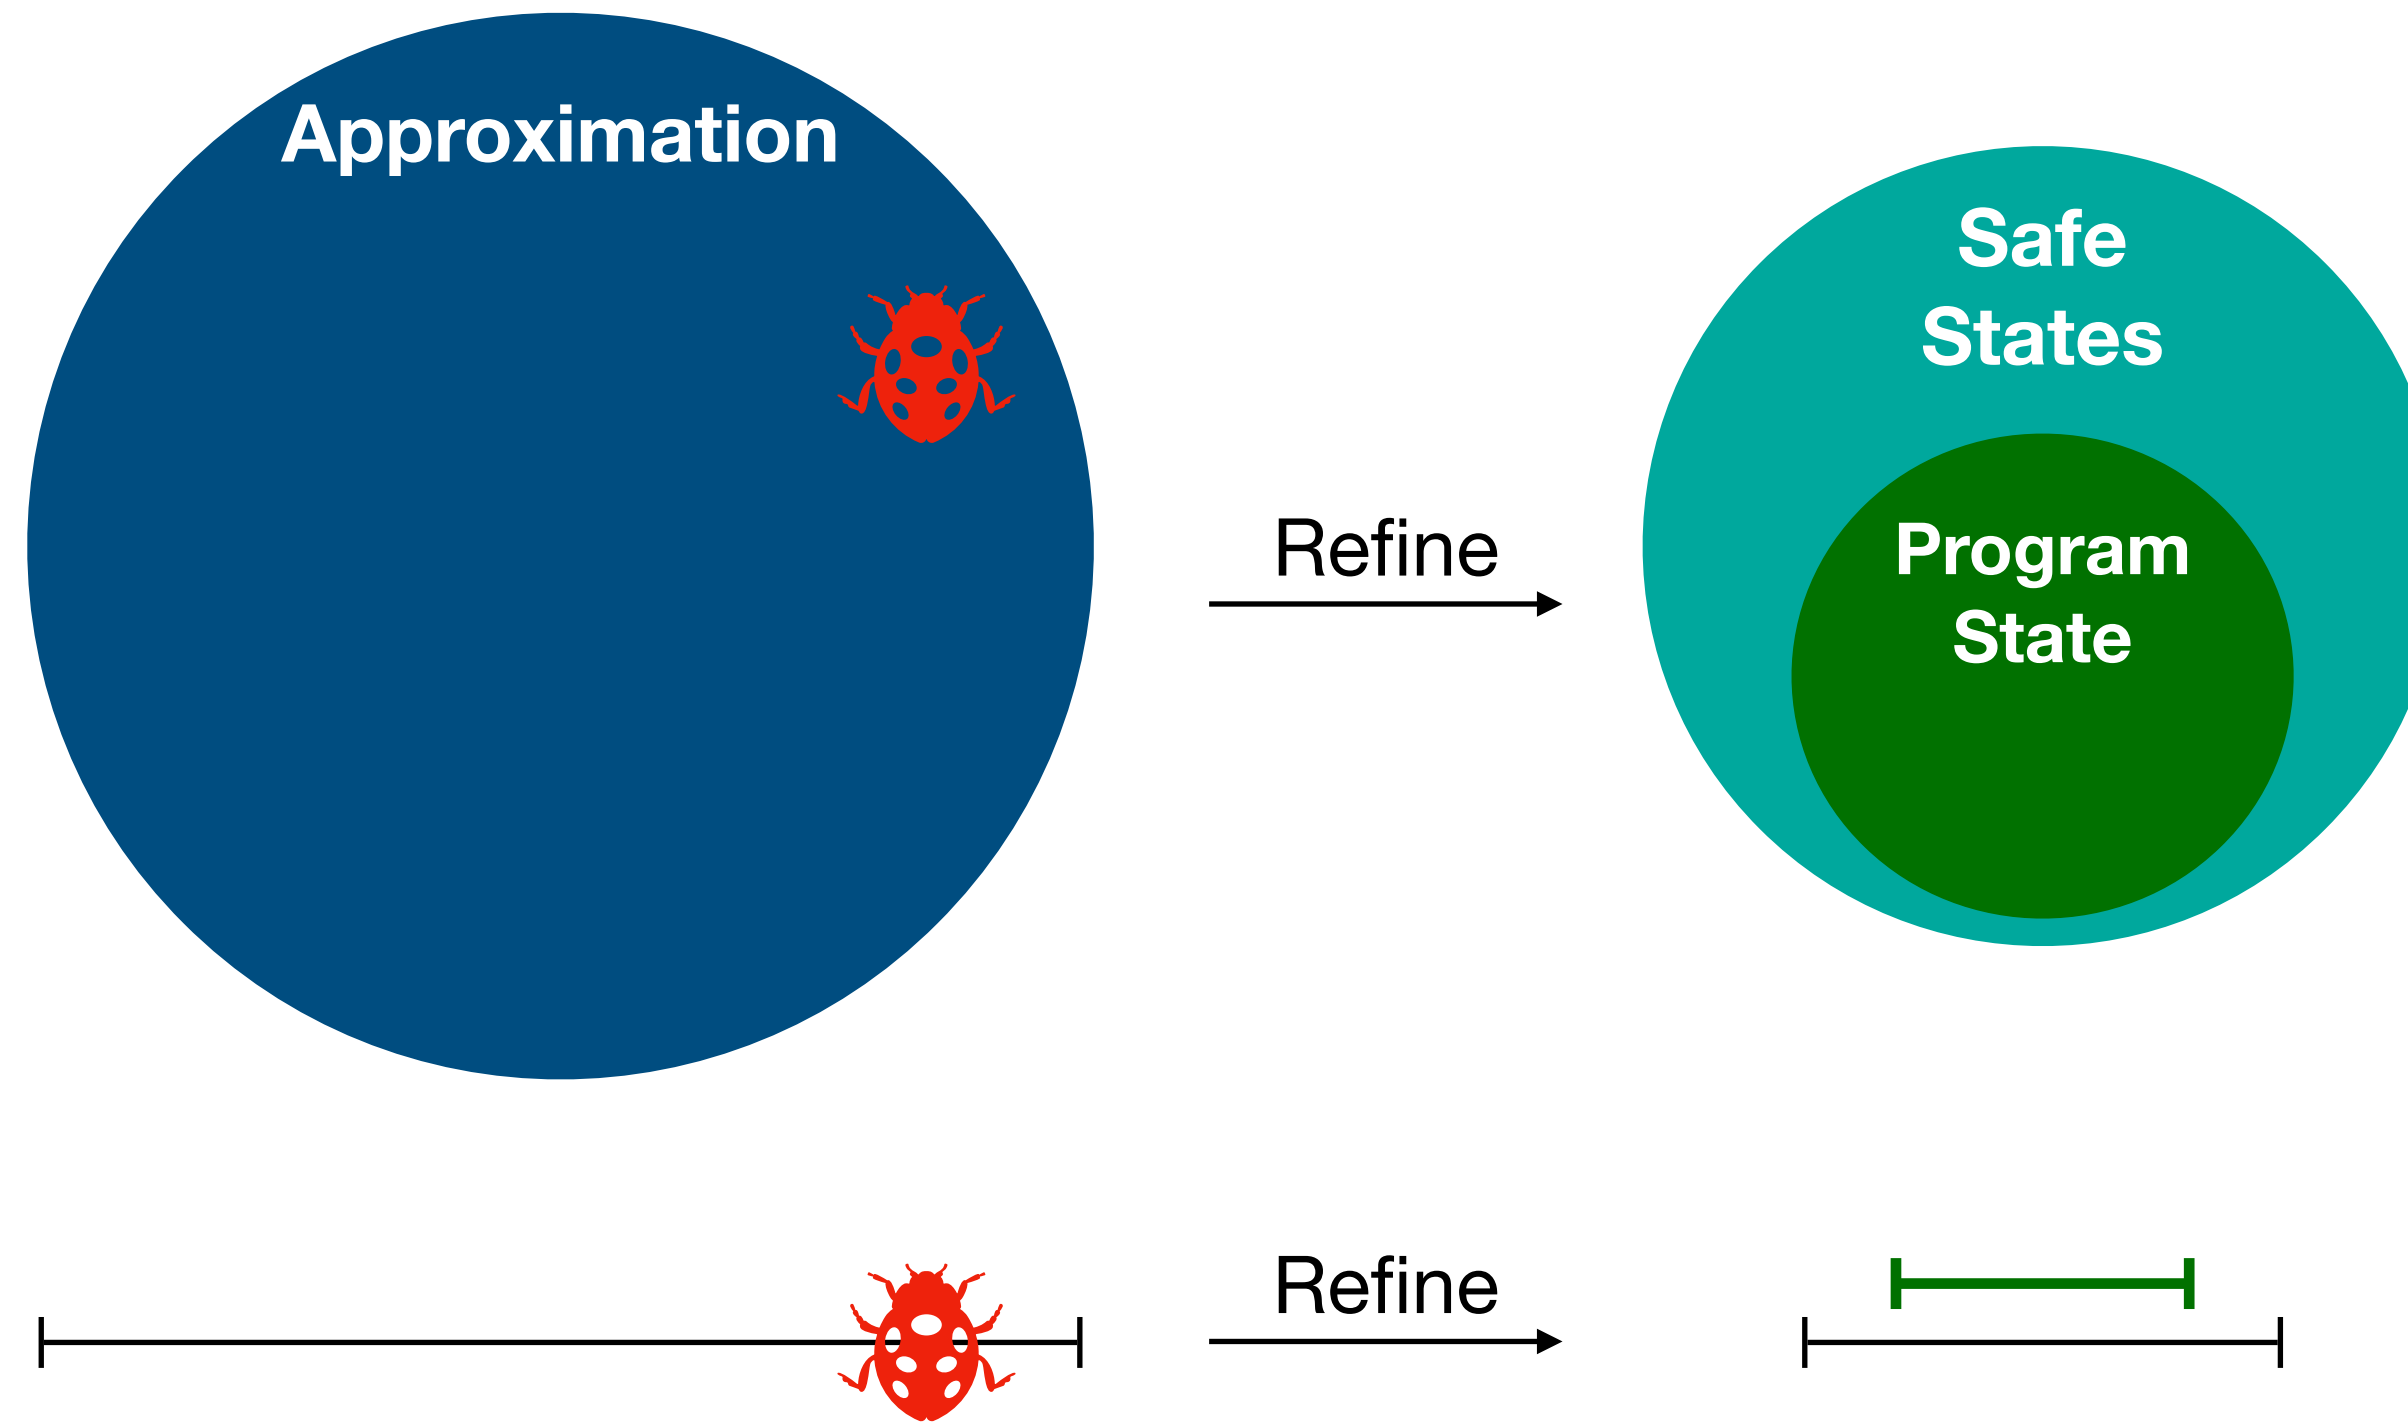 Approximation
Safe
States
Refine
Program
State
Refine